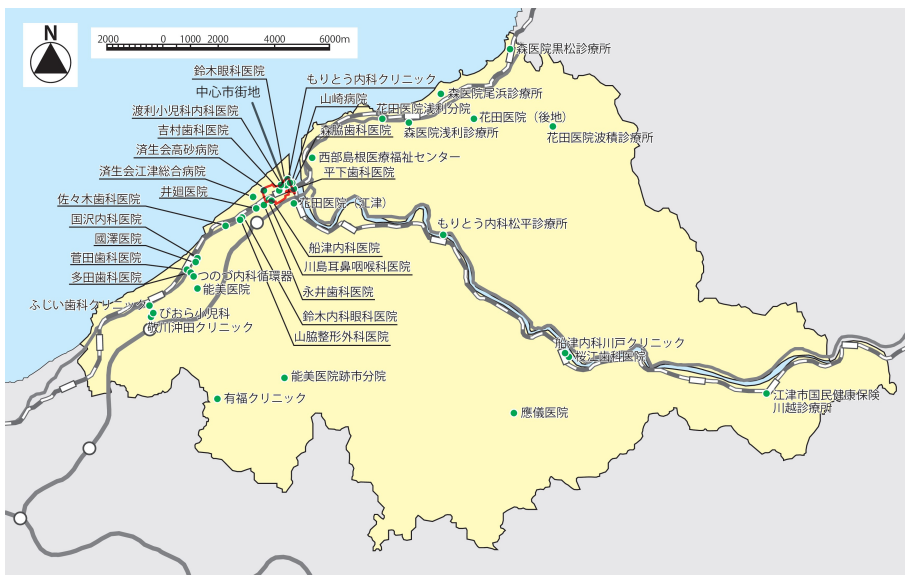 N
2000 0 2000 4000 6000m
森医院黒松診療所
鈴木眼科医院
もりとう内科クリニック
中心市街地
森医院尾浜診療所
渡利小児科内科医院
山崎病院
花田医院浅利分院
花田医院（後地）
吉村歯科医院
森脇歯科医院
森医院浅利診療所
花田医院波積診療所
済生会高砂病院
西部島根医療福祉センター
済生会江津総合病院
平下歯科医院
井廻医院
佐々木歯科医院
花田医院（江津）
国沢内科医院
もりとう内科松平診療所
國澤医院
船津内科医院
菅田歯科医院
川島耳鼻咽喉科医院
多田歯科医院
つのづ内科循環器
能美医院
永井歯科医院
ふじい歯科クリニック
びおら小児科
鈴木内科眼科医院
敬川沖田クリニック
山脇整形外科医院
船津内科川戸クリニック
桜江歯科医院
能美医院跡市分院
有福クリニック
江津市国民健康保険
川越診療所
應儀医院